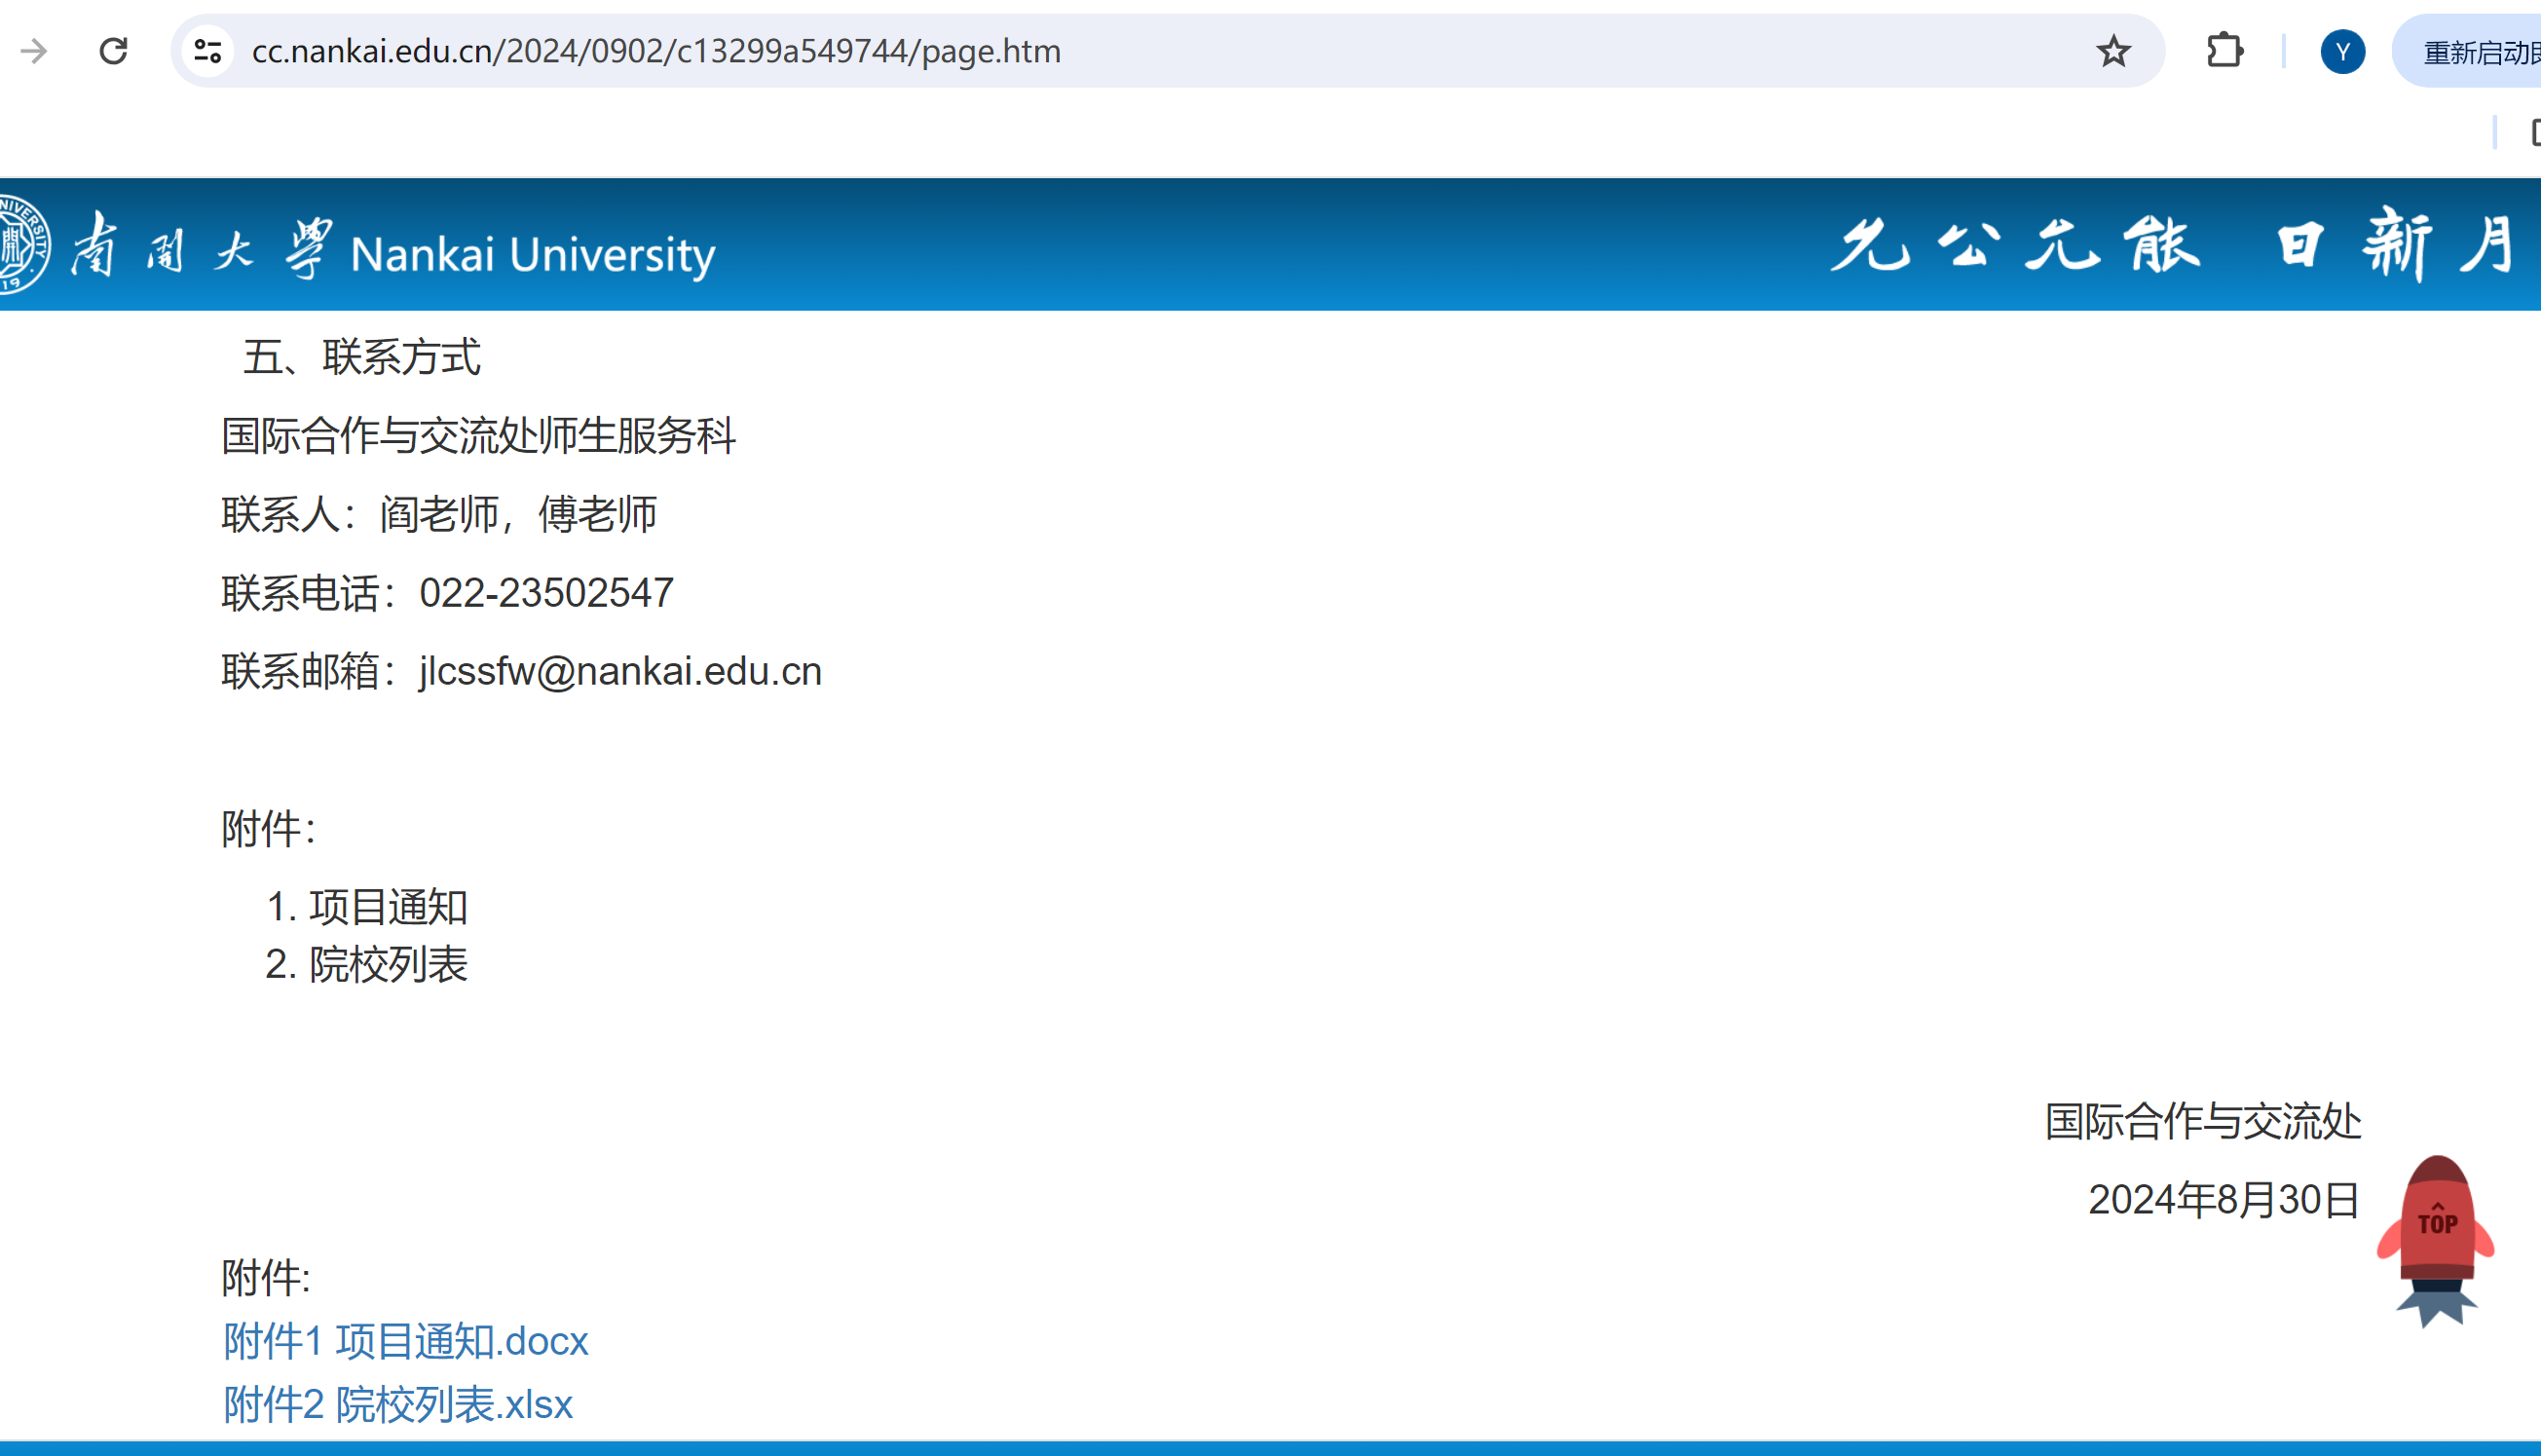 cc.nankai.edu.cn/2024/0902/c13299a549744/page.htm
Y
重新启动
南開大學 Nankai University
允公允能 日新月
五、联系方式
国际合作与交流处师生服务科
联系人：阎老师，傅老师
联系电话：022-23502547
联系邮箱：jlcssfw@nankai.edu.cn
附件：
1. 项目通知
2. 院校列表
国际合作与交流处
2024年8月30日
TOP
附件:
附件1 项目通知.docx
附件2 院校列表.xlsx